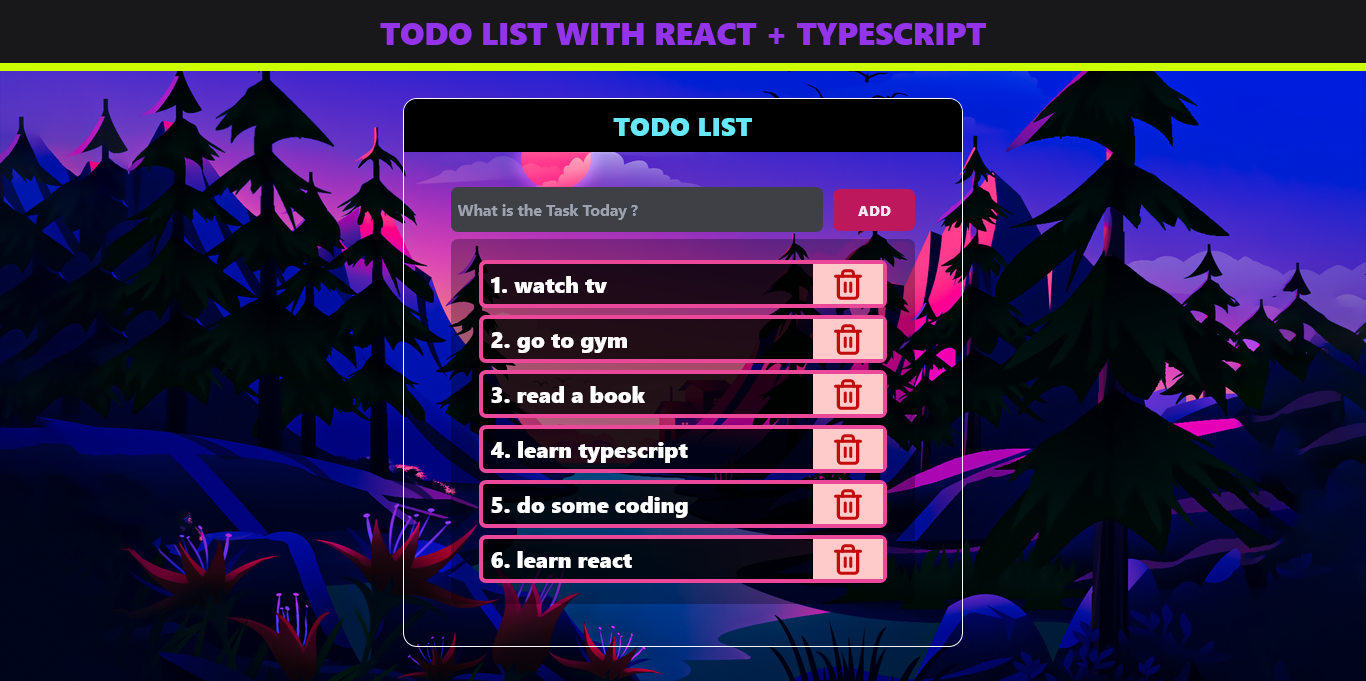 TODO LIST WITH REACT + TYPESCRIPT
TODO LIST
What is the Task Today ?
ADD
1. watch tv
2. go to gym
3. read a book
4. learn typescript
5. do some coding
6. learn react